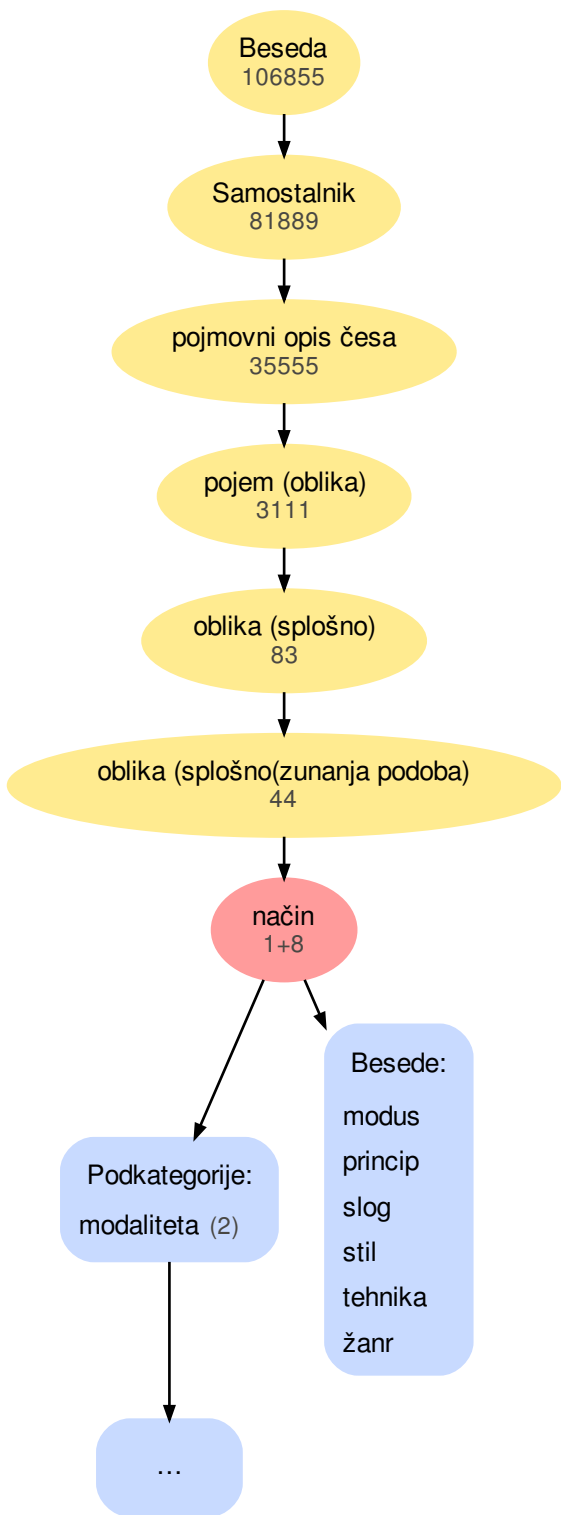 Beseda
106855
Samostalnik
81889
pojmovni opis česa
35555
pojem (oblika)
3111
oblika (splošno)
83
oblika (splošno(zunanja podoba)
44
način
1+8
Besede:
modus
princip
slog
stil
tehnika
žanr
Podkategorije:
modaliteta (2)
...